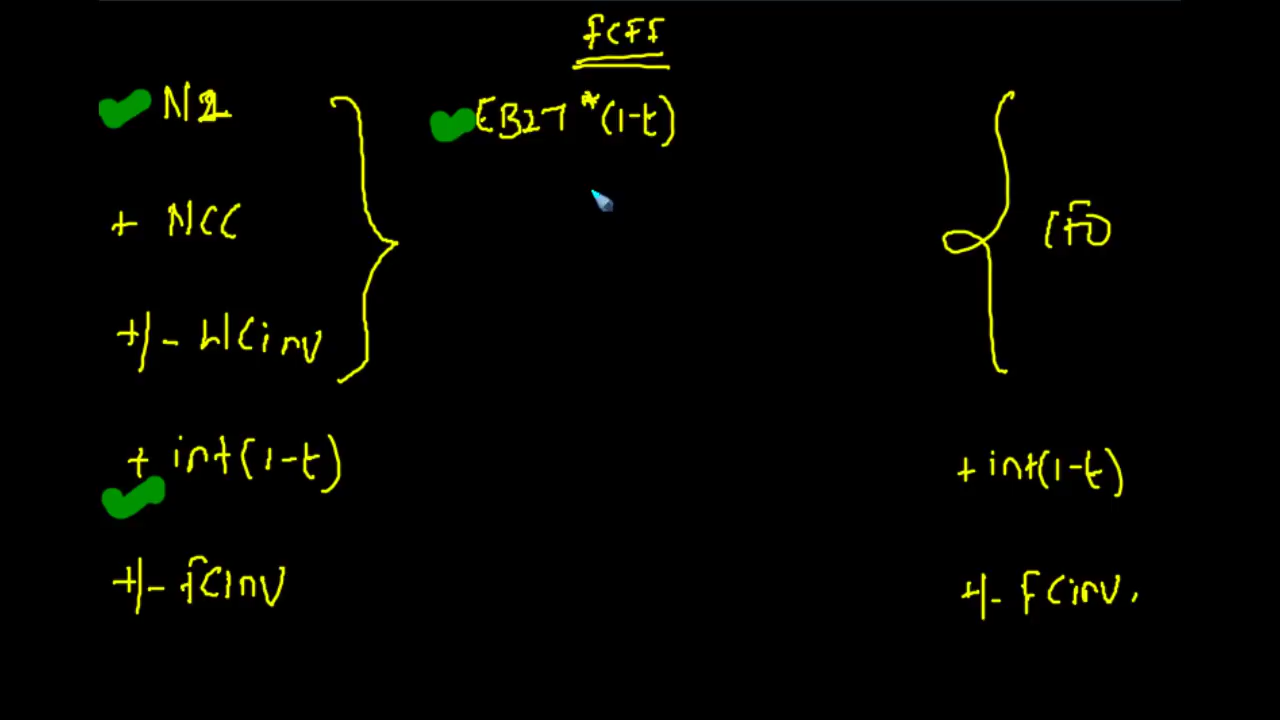 FCFF
NI
EBIT *(1-t)
+ NCC
CFO
+/- WCinv
+ int(1-t)
+ int(1-t)
+/- FCInv
+/- FCinv.